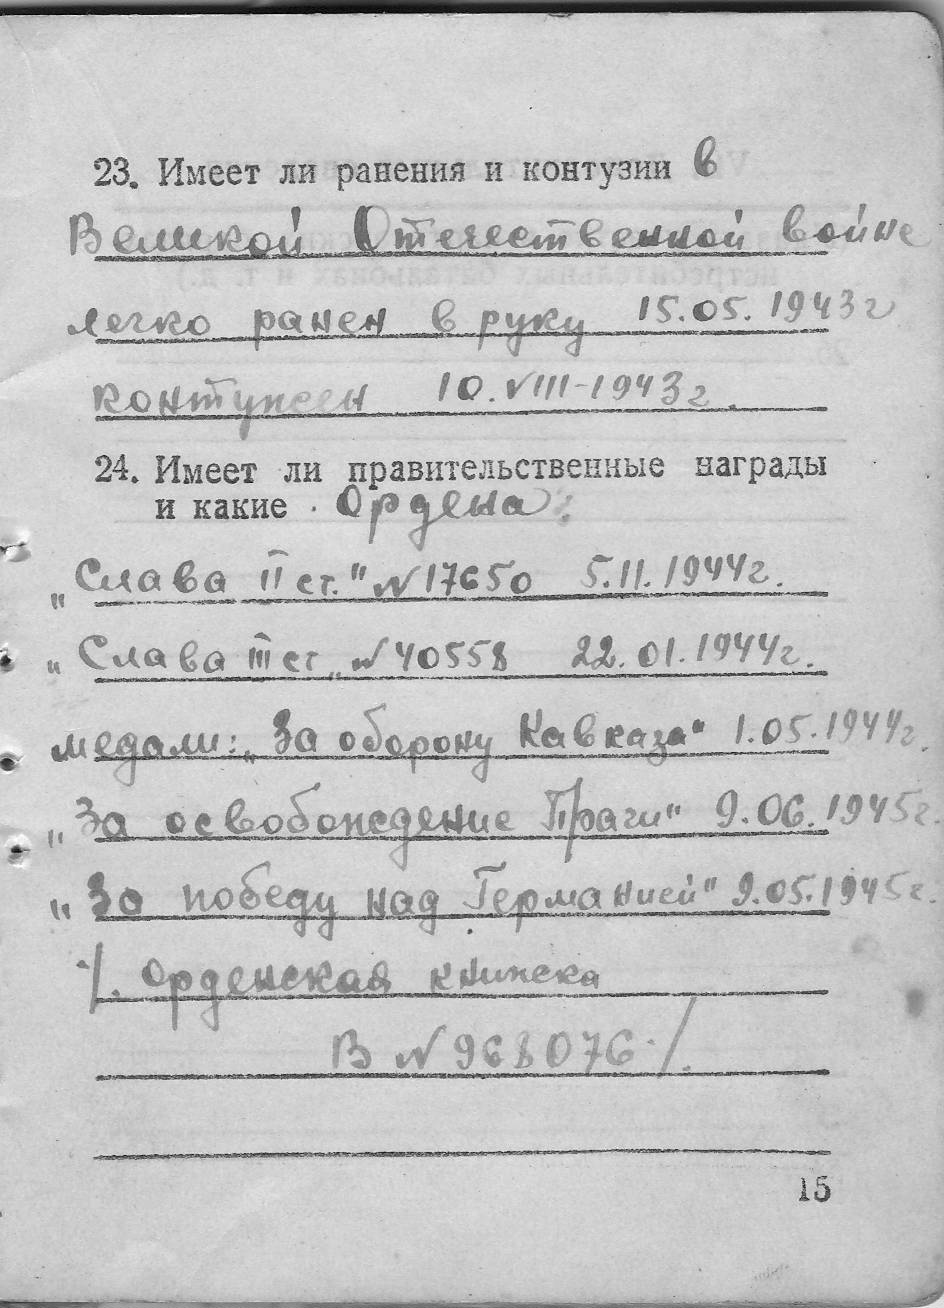 23. Имеет ли ранения и контузии в
Великой Отечественной войне
легко ранен в руку 15.05.1943г
контужен 10.VIII-1943г.
24. Имеет ли правительственные награды
и какие Ордена:
„Слава II ст." №17650 5.11.1944г.
„Слава III ст„ №40558 22.01.1944г.
медали: „За оборону Кавказа" 1.05.1944г.
„За освобождение Праги" 9.06.1945г.
„За победу над Германией" 9.05.1945г.
/. Орденская книжка
В №968076./
15